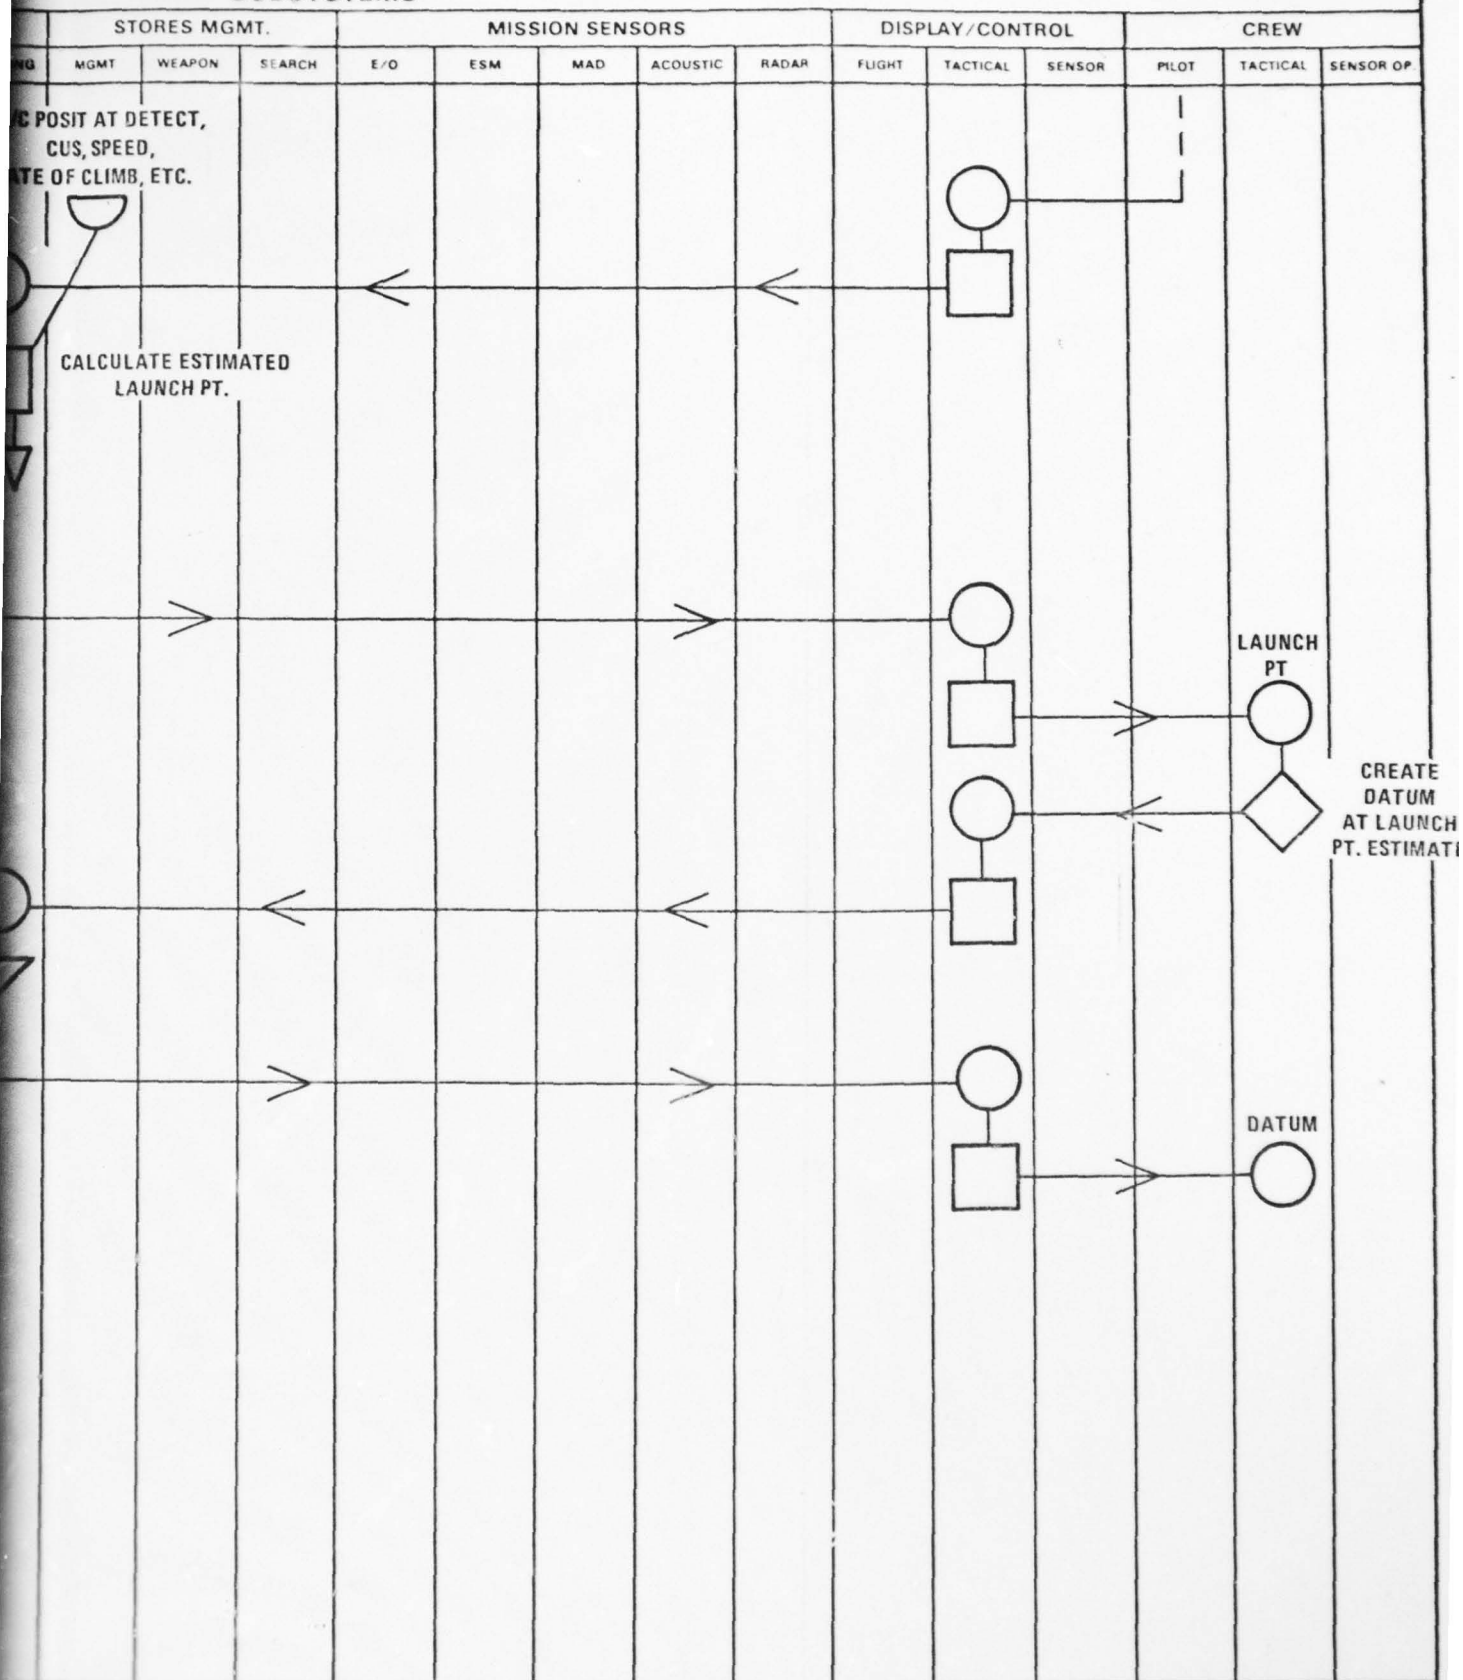 STORES MGMT. MISSION SENSORS DISPLAY/CONTROL CREW
MGMT WEAPON SEARCH E/O ESM MAD ACOUSTIC RADAR FLIGHT TACTICAL SENSOR PILOT TACTICAL SENSOR OP
/C POSIT AT DETECT,
CUS, SPEED,
ATE OF CLIMB, ETC.
CALCULATE ESTIMATED
LAUNCH PT.
LAUNCH
PT
CREATE
DATUM
AT LAUNCH
PT. ESTIMATE
DATUM